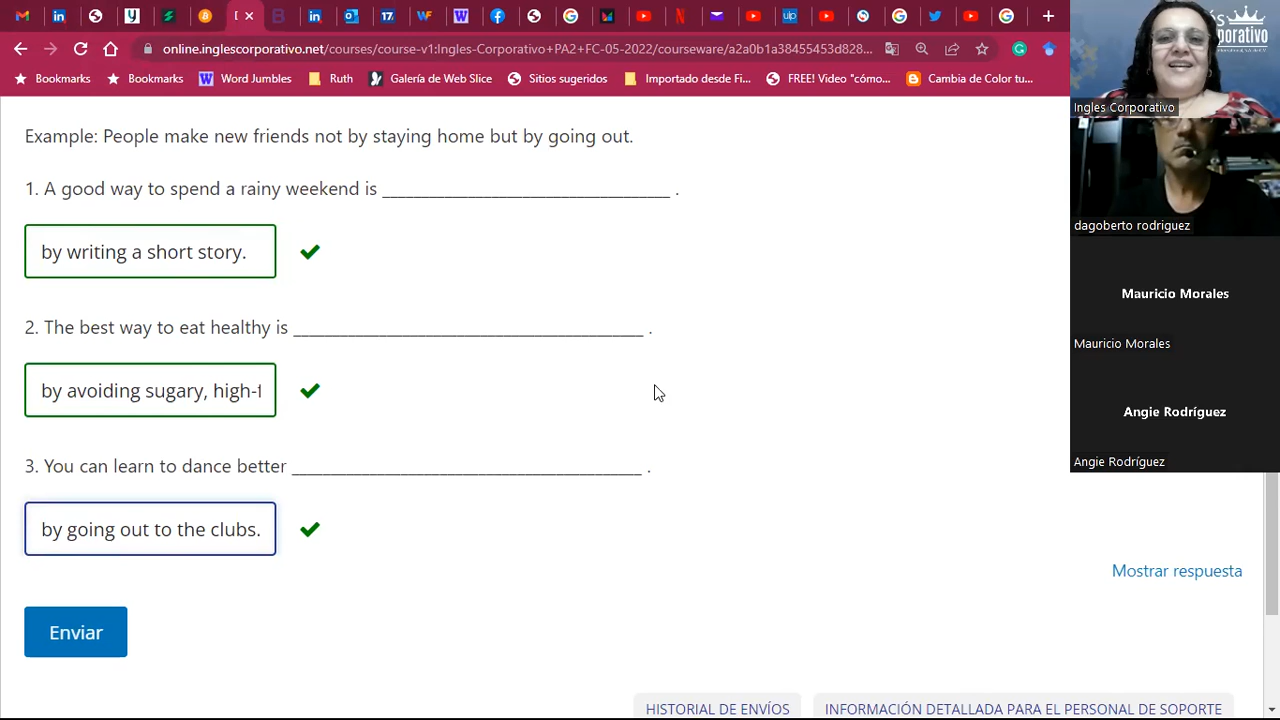 online.inglescorporativo.net/courses/course-v1:Ingles-Corporativo+PA2+FC-05-2022/courseware/a2a0b1a38455453d828...
Bookmarks
Bookmarks
Word Jumbles
Ruth
Galería de Web Slice
Sitios sugeridos
Importado desde Fi...
FREE! Video "cómo...
Cambia de Color tu...
Example: People make new friends not by staying home but by going out.
1. A good way to spend a rainy weekend is ______________________________ .
by writing a short story.
2. The best way to eat healthy is ____________________________________ .
by avoiding sugary, high-f
3. You can learn to dance better ____________________________________ .
by going out to the clubs.
Mostrar respuesta
Enviar
HISTORIAL DE ENVÍOS
INFORMACIÓN DETALLADA PARA EL PERSONAL DE SOPORTE
Ingles Corporativo
dagoberto rodriguez
Mauricio Morales
Mauricio Morales
Angie Rodríguez
Angie Rodríguez